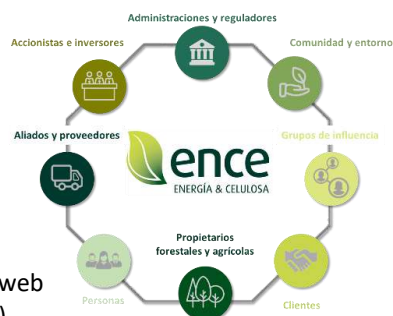 Administraciones y reguladores
Accionistas e inversores
Comunidad y entorno
Aliados y proveedores
Grupos de influencia
ence
ENERGÍA & CELULOSA
Propietarios
forestales y agrícolas
web
Personas
Clientes
)